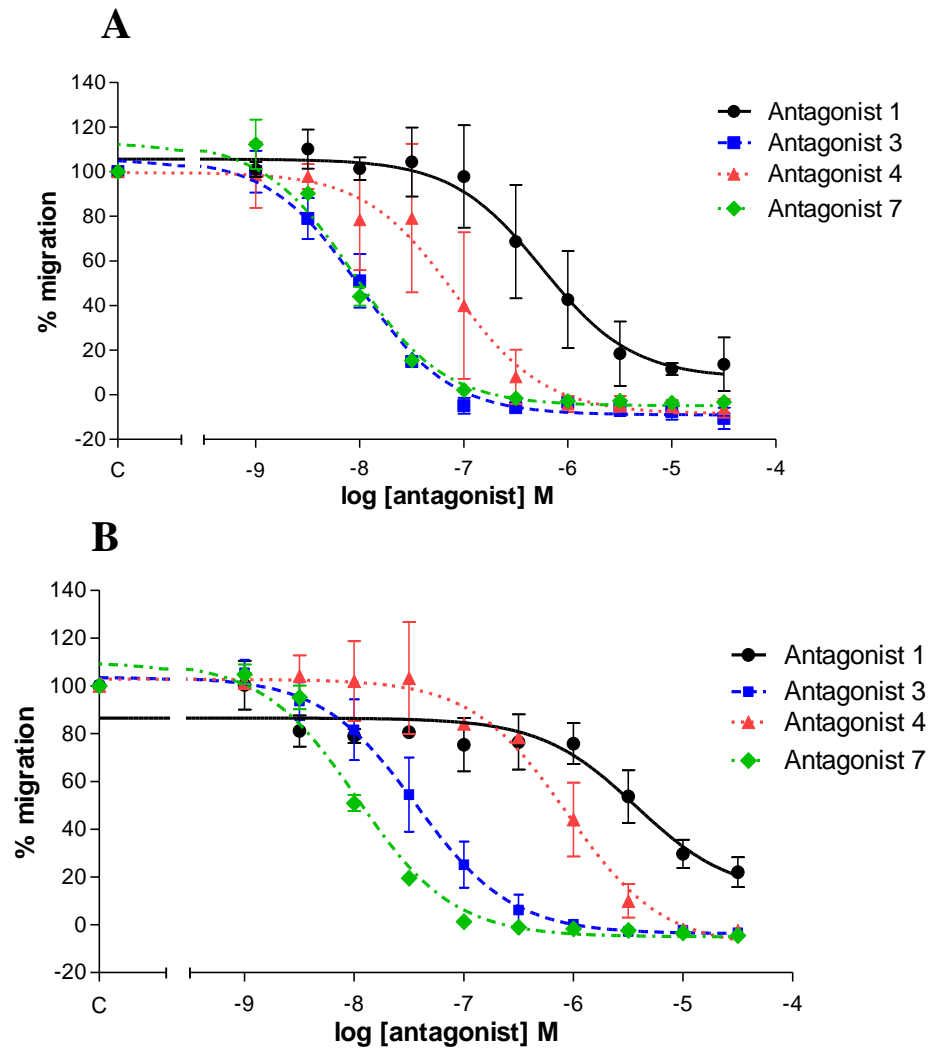 A
% migration
140
120
100
80
60
40
20
0
-20
C
-9
-8
-7
-6
-5
-4
log [antagonist] M
Antagonist 1
Antagonist 3
Antagonist 4
Antagonist 7
B
% migration
140
120
100
80
60
40
20
0
-20
C
-9
-8
-7
-6
-5
-4
log [antagonist] M
Antagonist 1
Antagonist 3
Antagonist 4
Antagonist 7